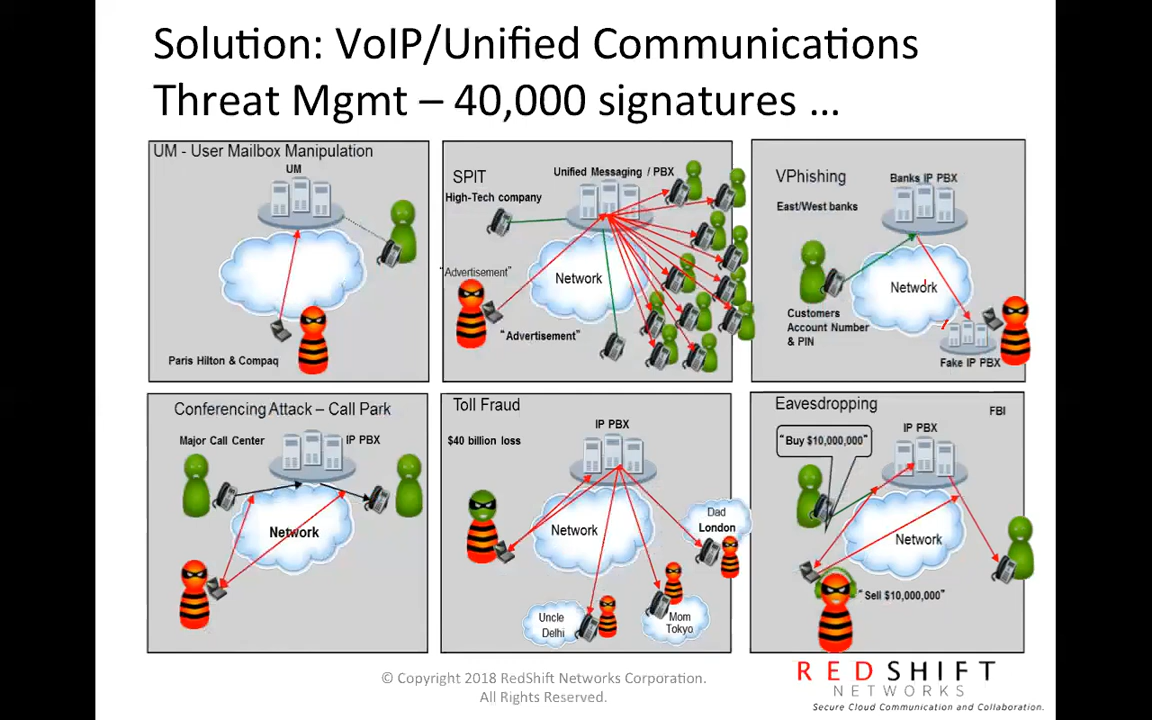 Solution: VoIP/Unified Communications
Threat Mgmt – 40,000 signatures ...
UM - User Mailbox Manipulation
UM
Paris Hilton & Compaq
SPIT
Unified Messaging / PBX
High-Tech company
"Advertisement"
Network
"Advertisement"
VPhishing
Banks IP PBX
East/West banks
Network
Customers
Account Number
& PIN
Fake IP PBX
Conferencing Attack – Call Park
Major Call Center
IP PBX
Network
Toll Fraud
IP PBX
$40 billion loss
Network
Dad
London
Uncle
Delhi
Mom
Tokyo
Eavesdropping
FBI
IP PBX
"Buy $10,000,000"
Network
"Sell $10,000,000"
© Copyright 2018 RedShift Networks Corporation.
All Rights Reserved.
REDSHIFT
NETWORKS
Secure Cloud Communication and Collaboration.